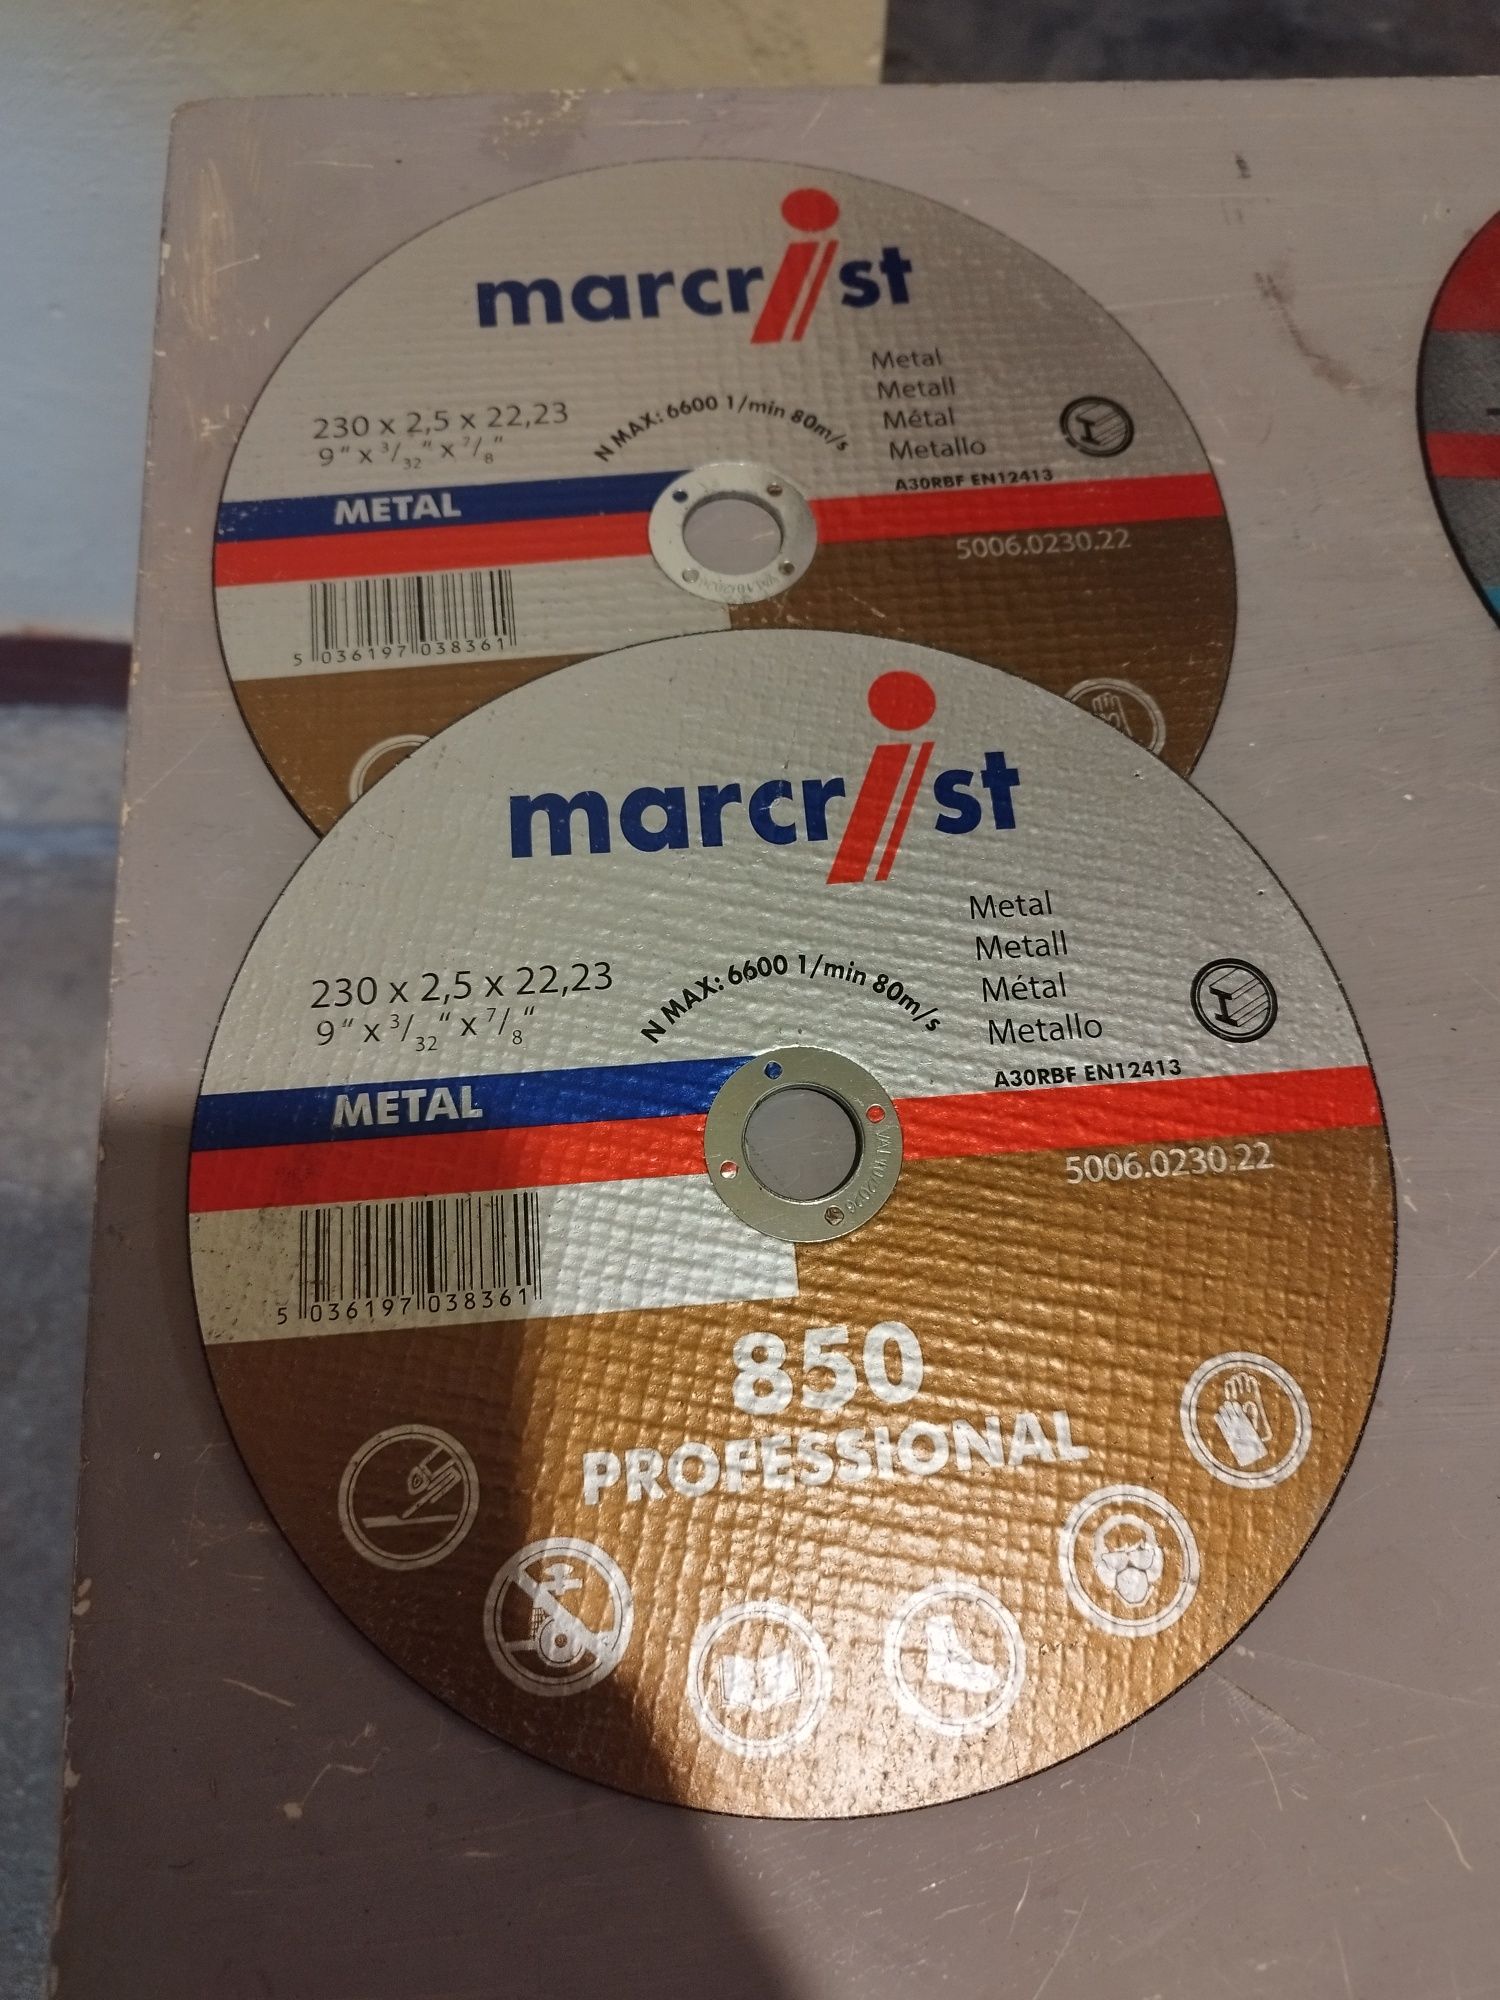 marcrist
Metal
Metall
Métal
Metallo
230 x 2,5 x 22,23
9" x 3/32" x 7/8"
N MAX: 6600 1/min 80m/s
A30RBF EN12413
METAL
5006.0230.22
5 036197 038361
marcrist
Metal
Metall
Métal
Metallo
230 x 2,5 x 22,23
9" x 3/32" x 7/8"
N MAX: 6600 1/min 80m/s
A30RBF EN12413
METAL
5006.0230.22
5 036197 038361
850
PROFESSIONAL